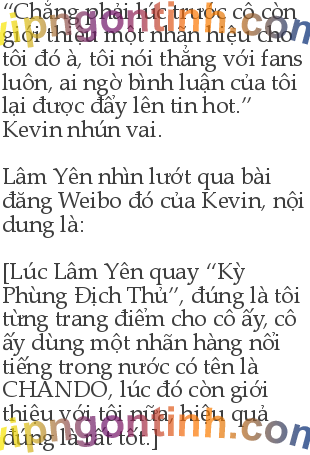 “Chẳng phải lúc trước cô còn
giới thiệu một nhãn hiệu cho
tôi đó à, tôi nói thẳng với fans
luôn, ai ngờ bình luận của tôi
lại được đẩy lên tin hot.”
Kevin nhún vai.

Lâm Yên nhìn lướt qua bài
đăng Weibo đó của Kevin, nội
dung là:

[Lúc Lâm Yên quay “Kỳ
Phùng Địch Thủ”, đúng là tôi
từng trang điểm cho cô ấy, cô
ấy dùng một nhãn hàng nổi
tiếng trong nước có tên là
CHANDO, lúc đó còn giới
thiệu với tôi nữa, hiệu quả
đúng là rất tốt.]
vipngontinh.com
vipngontinh.com